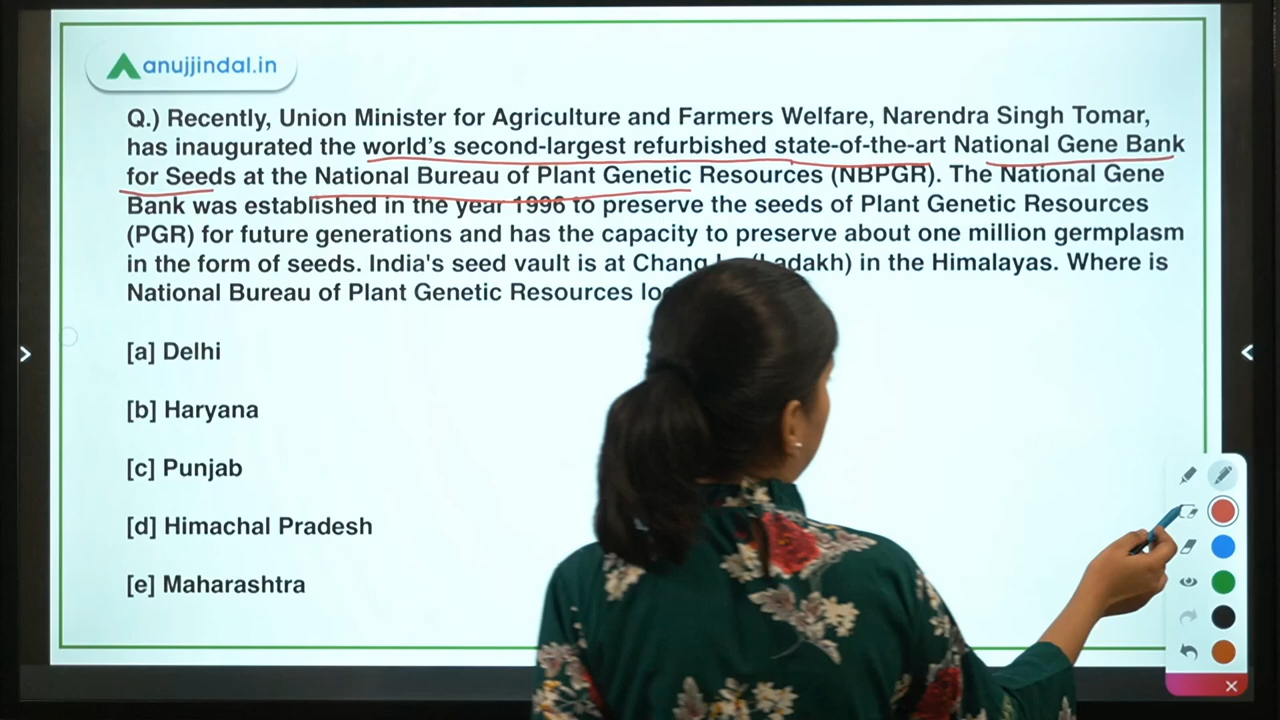 anujjindal.in
Q.) Recently, Union Minister for Agriculture and Farmers Welfare, Narendra Singh Tomar,
has inaugurated the world's second-largest refurbished state-of-the-art National Gene Bank
for Seeds at the National Bureau of Plant Genetic Resources (NBPGR). The National Gene
Bank was established in the year 1996 to preserve the seeds of Plant Genetic Resources
(PGR) for future generations and has the capacity to preserve about one million germplasm
in the form of seeds. India's seed vault is at Chang (Ladakh) in the Himalayas. Where is
National Bureau of Plant Genetic Resources
[a] Delhi
[b] Haryana
[c] Punjab
[d] Himachal Pradesh
[e] Maharashtra